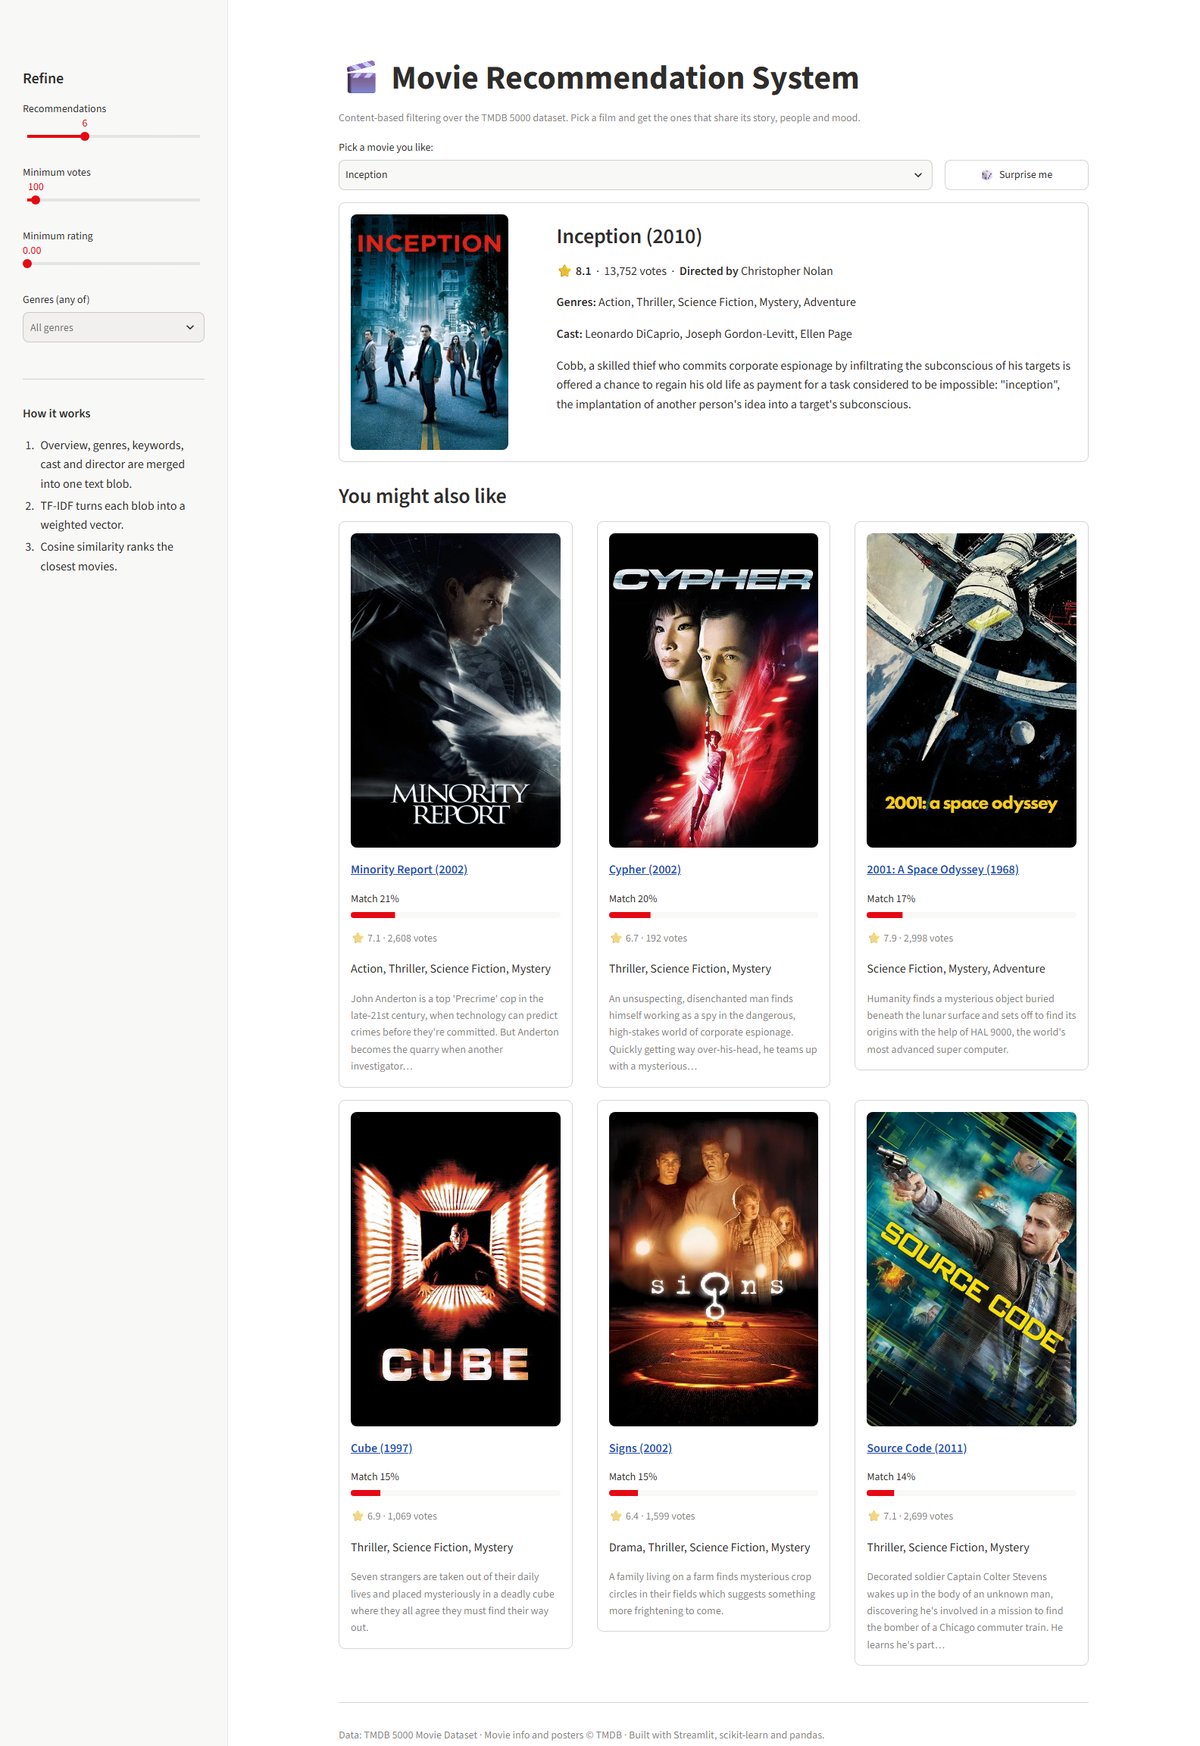 Refine
Recommendations
6
Minimum votes
100
Minimum rating
0.00
Genres (any of)
All genres
How it works
1. Overview, genres, keywords,
cast and director are merged
into one text blob.
2. TF-IDF turns each blob into a
weighted vector.
3. Cosine similarity ranks the
closest movies.
Movie Recommendation System
Content-based filtering over the TMDB 5000 dataset. Pick a film and get the ones that share its story, people and mood.
Pick a movie you like:
Inception
Surprise me
INCEPTION
Inception (2010)
8.1 · 13,752 votes · Directed by Christopher Nolan
Genres: Action, Thriller, Science Fiction, Mystery, Adventure
Cast: Leonardo DiCaprio, Joseph Gordon-Levitt, Ellen Page
Cobb, a skilled thief who commits corporate espionage by infiltrating the subconscious of his targets is
offered a chance to regain his old life as payment for a task considered to be impossible: "inception",
the implantation of another person's idea into a target's subconscious.
You might also like
MINORITY
REPORT
Minority Report (2002)
Match 21%
7.1 · 2,608 votes
Action, Thriller, Science Fiction, Mystery
John Anderton is a top 'Precrime' cop in the
late-21st century, when technology can predict
crimes before they're committed. But Anderton
becomes the quarry when another
investigator…
CYPHER
Cypher (2002)
Match 20%
6.7 · 192 votes
Thriller, Science Fiction, Mystery
An unsuspecting, disenchanted man finds
himself working as a spy in the dangerous,
high-stakes world of corporate espionage.
Quickly getting way over-his-head, he teams up
with a mysterious…
2001: a space odyssey
2001: A Space Odyssey (1968)
Match 17%
7.9 · 2,998 votes
Science Fiction, Mystery, Adventure
Humanity finds a mysterious object buried
beneath the lunar surface and sets off to find its
origins with the help of HAL 9000, the world's
most advanced super computer.
CUBE
Cube (1997)
Match 15%
6.9 · 1,069 votes
Thriller, Science Fiction, Mystery
Seven strangers are taken out of their daily
lives and placed mysteriously in a deadly cube
where they all agree they must find their way
out.
signs
Signs (2002)
Match 15%
6.4 · 1,599 votes
Drama, Thriller, Science Fiction, Mystery
A family living on a farm finds mysterious crop
circles in their fields which suggests something
more frightening to come.
SOURCE CODE
Source Code (2011)
Match 14%
7.1 · 2,699 votes
Thriller, Science Fiction, Mystery
Decorated soldier Captain Colter Stevens
wakes up in the body of an unknown man,
discovering he's involved in a mission to find
the bomber of a Chicago commuter train. He
learns he's part…
Data: TMDB 5000 Movie Dataset · Movie info and posters © TMDB · Built with Streamlit, scikit-learn and pandas.